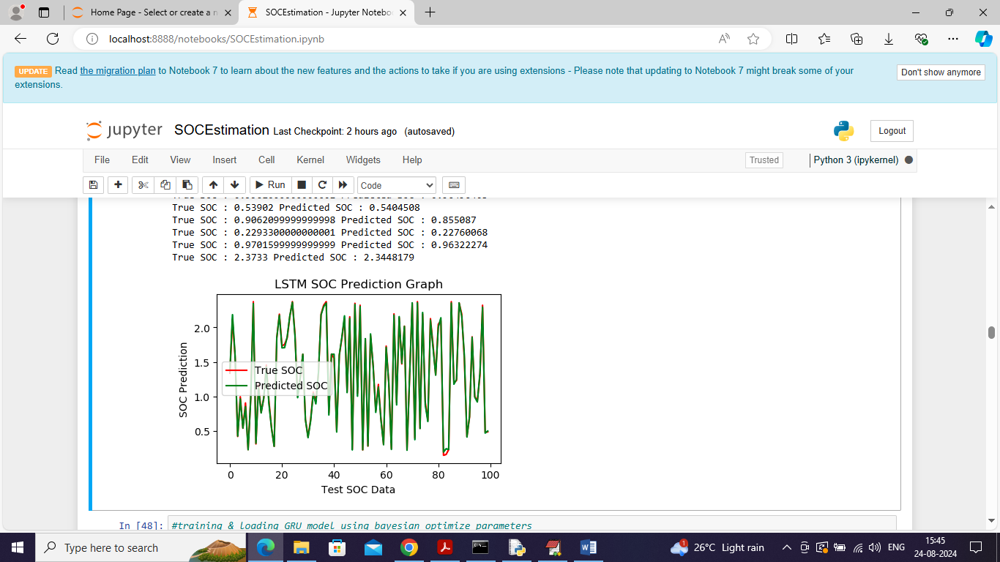 Home Page - Select or create a n
SOCEstimation - Jupyter Notebo
localhost:8888/notebooks/SOCEstimation.ipynb
UPDATE Read the migration plan to Notebook 7 to learn about the new features and the actions to take if you are using extensions - Please note that updating to Notebook 7 might break some of your
extensions.
Don't show anymore
jupyter SOCEstimation Last Checkpoint: 2 hours ago (autosaved)
Logout
File Edit View Insert Cell Kernel Widgets Help
Trusted
Python 3 (ipykernel)
Run
Code
True SOC : 0.53902 Predicted SOC : 0.5404508
True SOC : 0.9062099999999998 Predicted SOC : 0.855087
True SOC : 0.2293300000000001 Predicted SOC : 0.22760068
True SOC : 0.9701599999999999 Predicted SOC : 0.96322274
True SOC : 2.3733 Predicted SOC : 2.3448179
LSTM SOC Prediction Graph
SOC Prediction
2.0
1.5
1.0
0.5
True SOC
Predicted SOC
0 20 40 60 80 100
Test SOC Data
In [48]: #training & loading GRU model using bayesian optimize parameters
Type here to search
1
26°C Light rain
ENG
15:45
24-08-2024